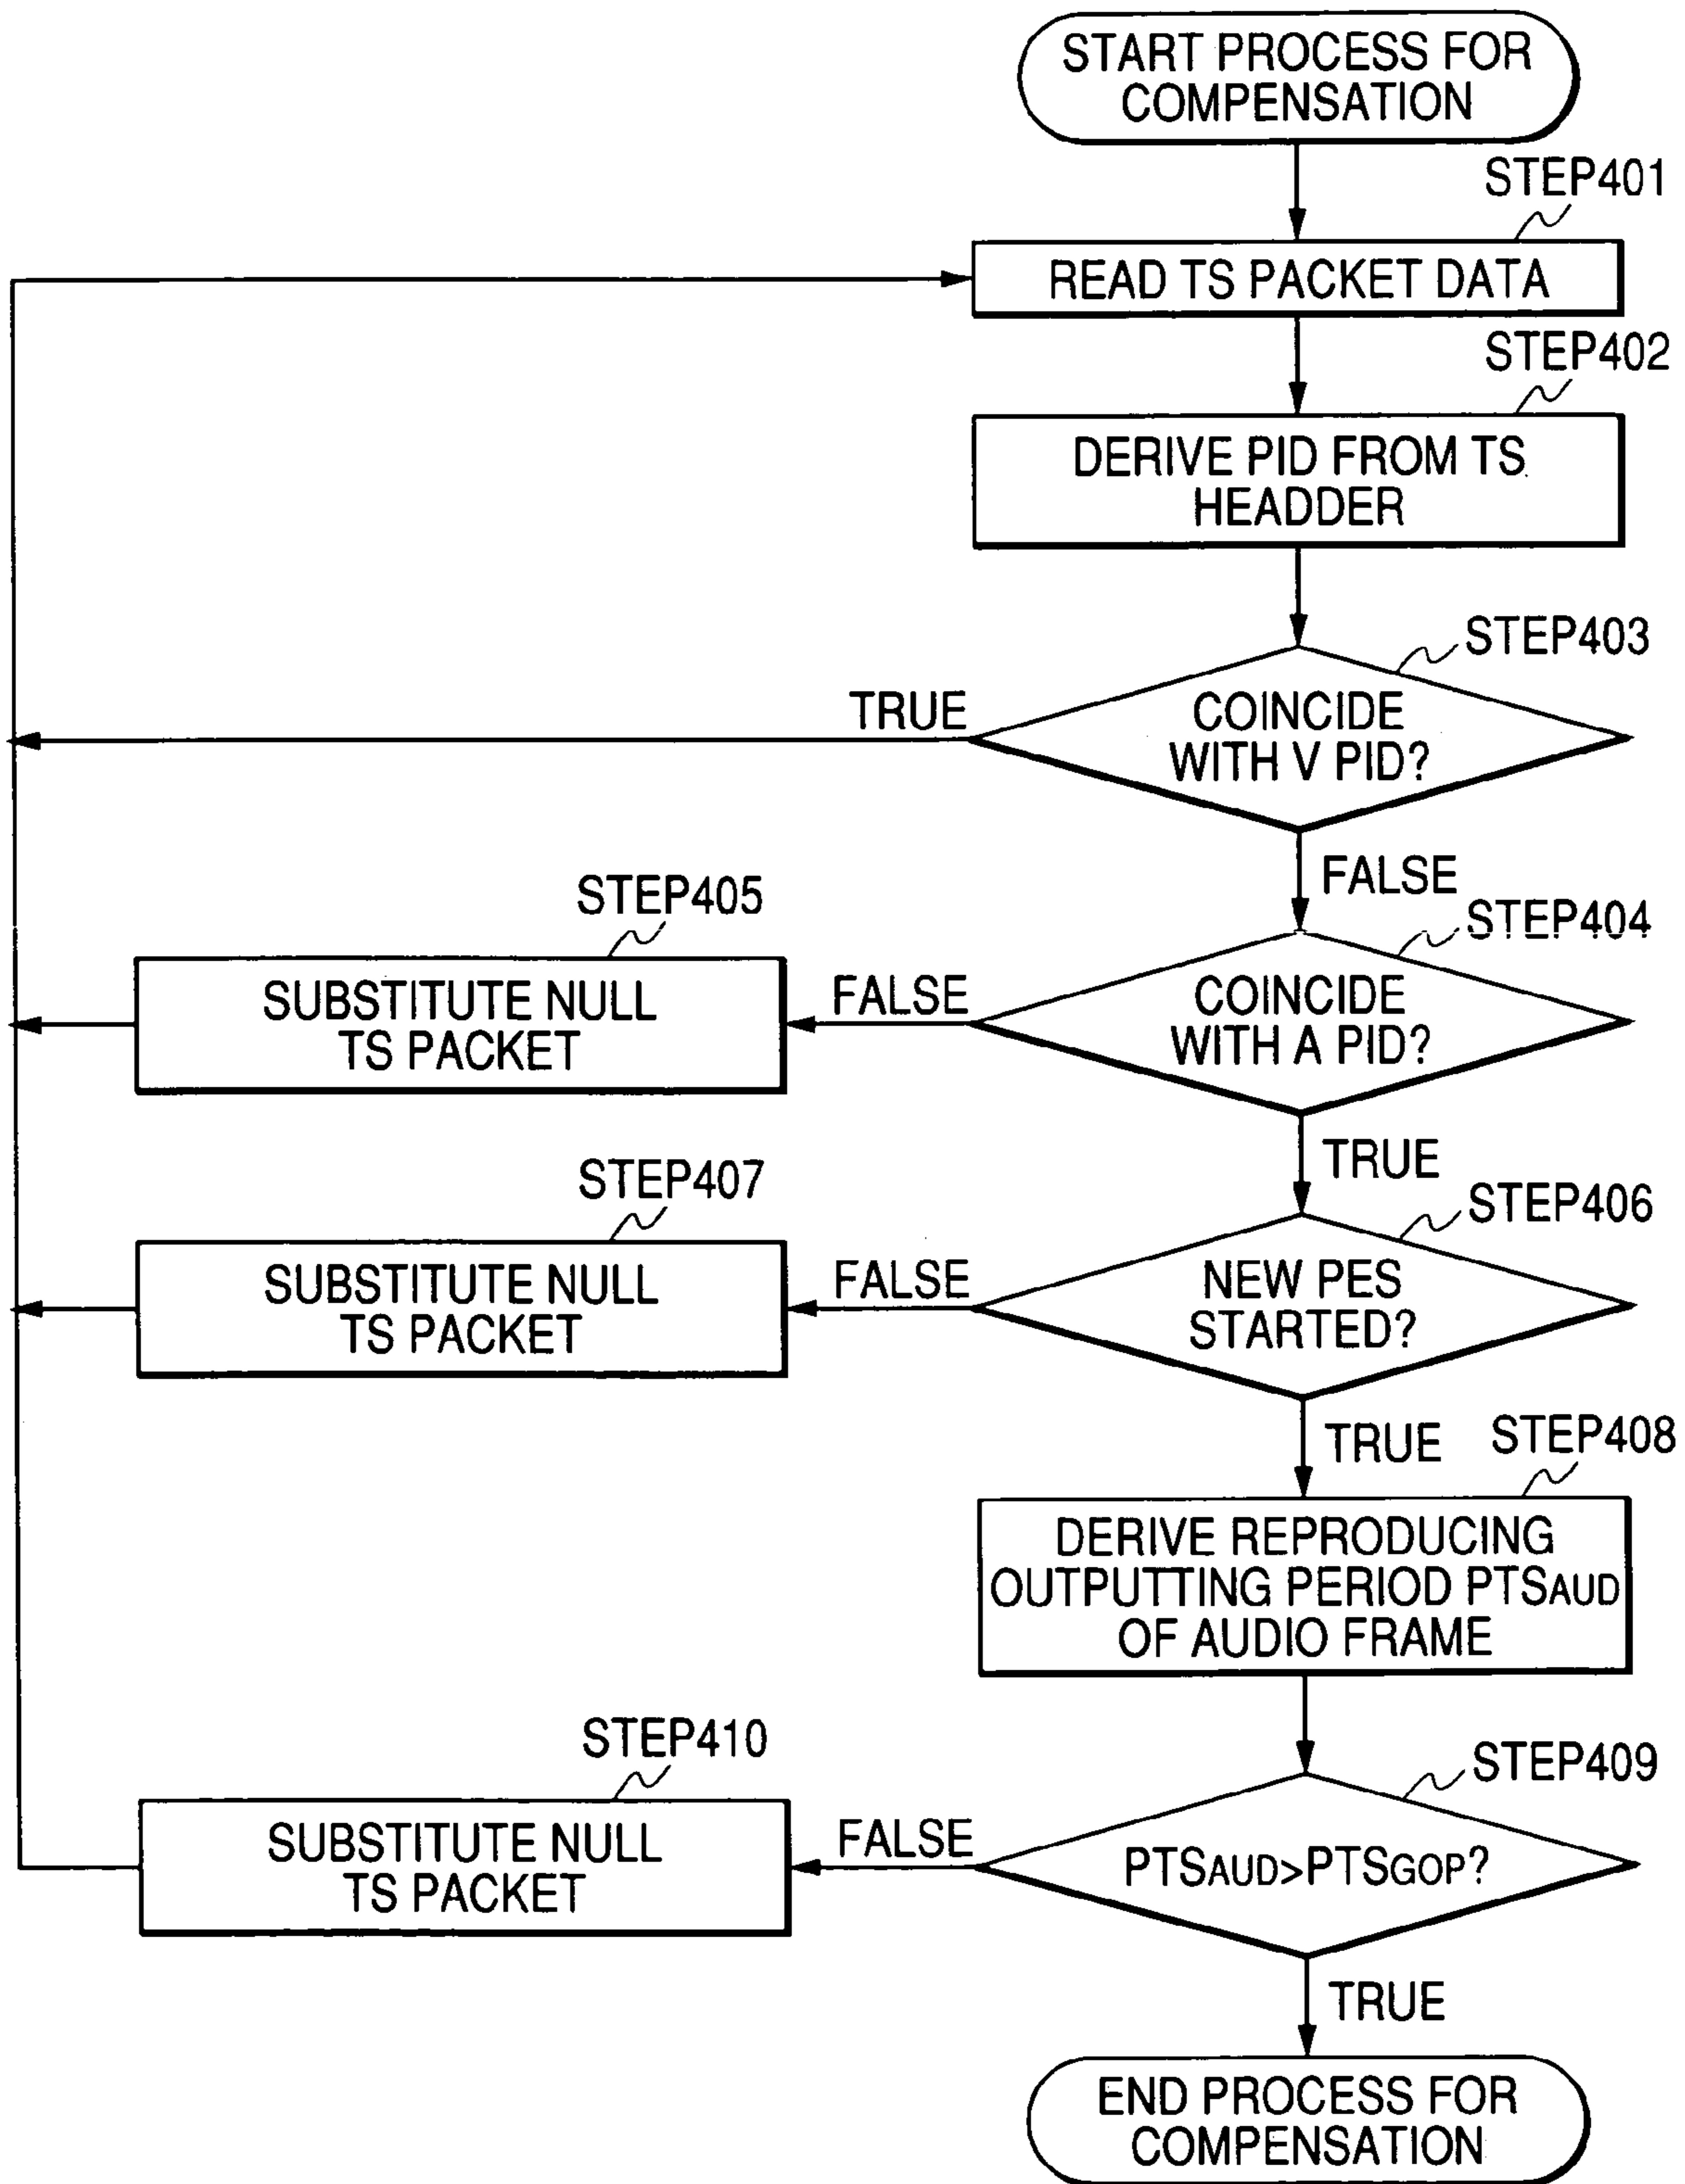 START PROCESS FOR
COMPENSATION
STEP401
READ TS PACKET DATA
STEP402
DERIVE PID FROM TS
HEADDER
STEP403
COINCIDE
WITH V PID?
TRUE
FALSE
STEP404
COINCIDE
WITH A PID?
FALSE
STEP405
SUBSTITUTE NULL
TS PACKET
TRUE
STEP406
NEW PES
STARTED?
FALSE
STEP407
SUBSTITUTE NULL
TS PACKET
TRUE
STEP408
DERIVE REPRODUCING
OUTPUTTING PERIOD PTSAUD
OF AUDIO FRAME
STEP409
PTSAUD>PTSGOP?
FALSE
STEP410
SUBSTITUTE NULL
TS PACKET
TRUE
END PROCESS FOR
COMPENSATION